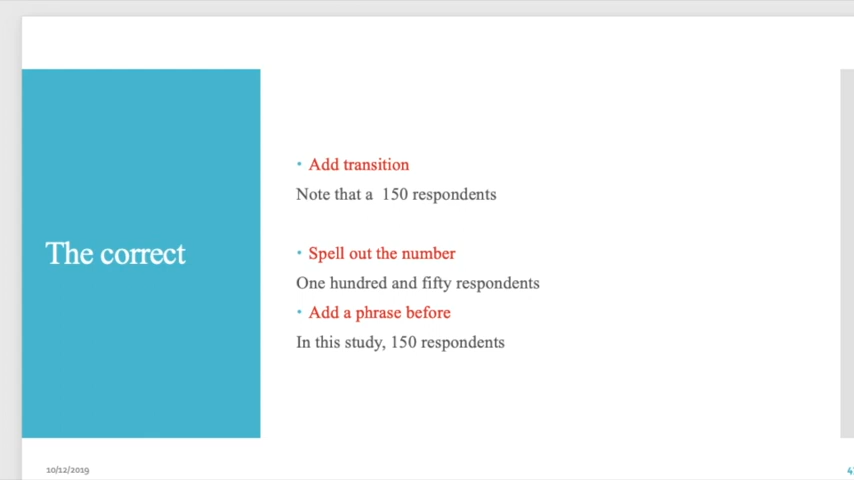 The correct
• Add transition
Note that a  150 respondents
• Spell out the number
One hundred and fifty respondents
• Add a phrase before
In this study, 150 respondents
10/12/2019